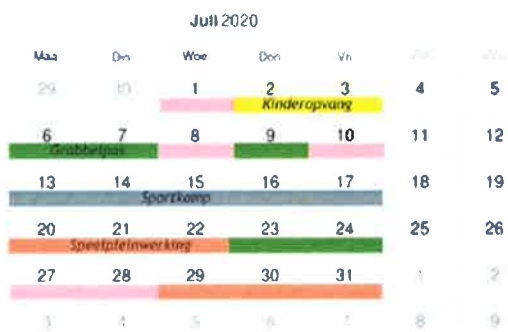 Juli 2020
Maa Din Woe Don Vrij
29 30 1 2 3 4 5
Kinderopvang
6 7 8 9 10 11 12
Grabbelpas
13 14 15 16 17 18 19
Sportkamp
20 21 22 23 24 25 26
Speelpleinwerking
27 28 29 30 31 1 2
3 4 5 6 7 8 9